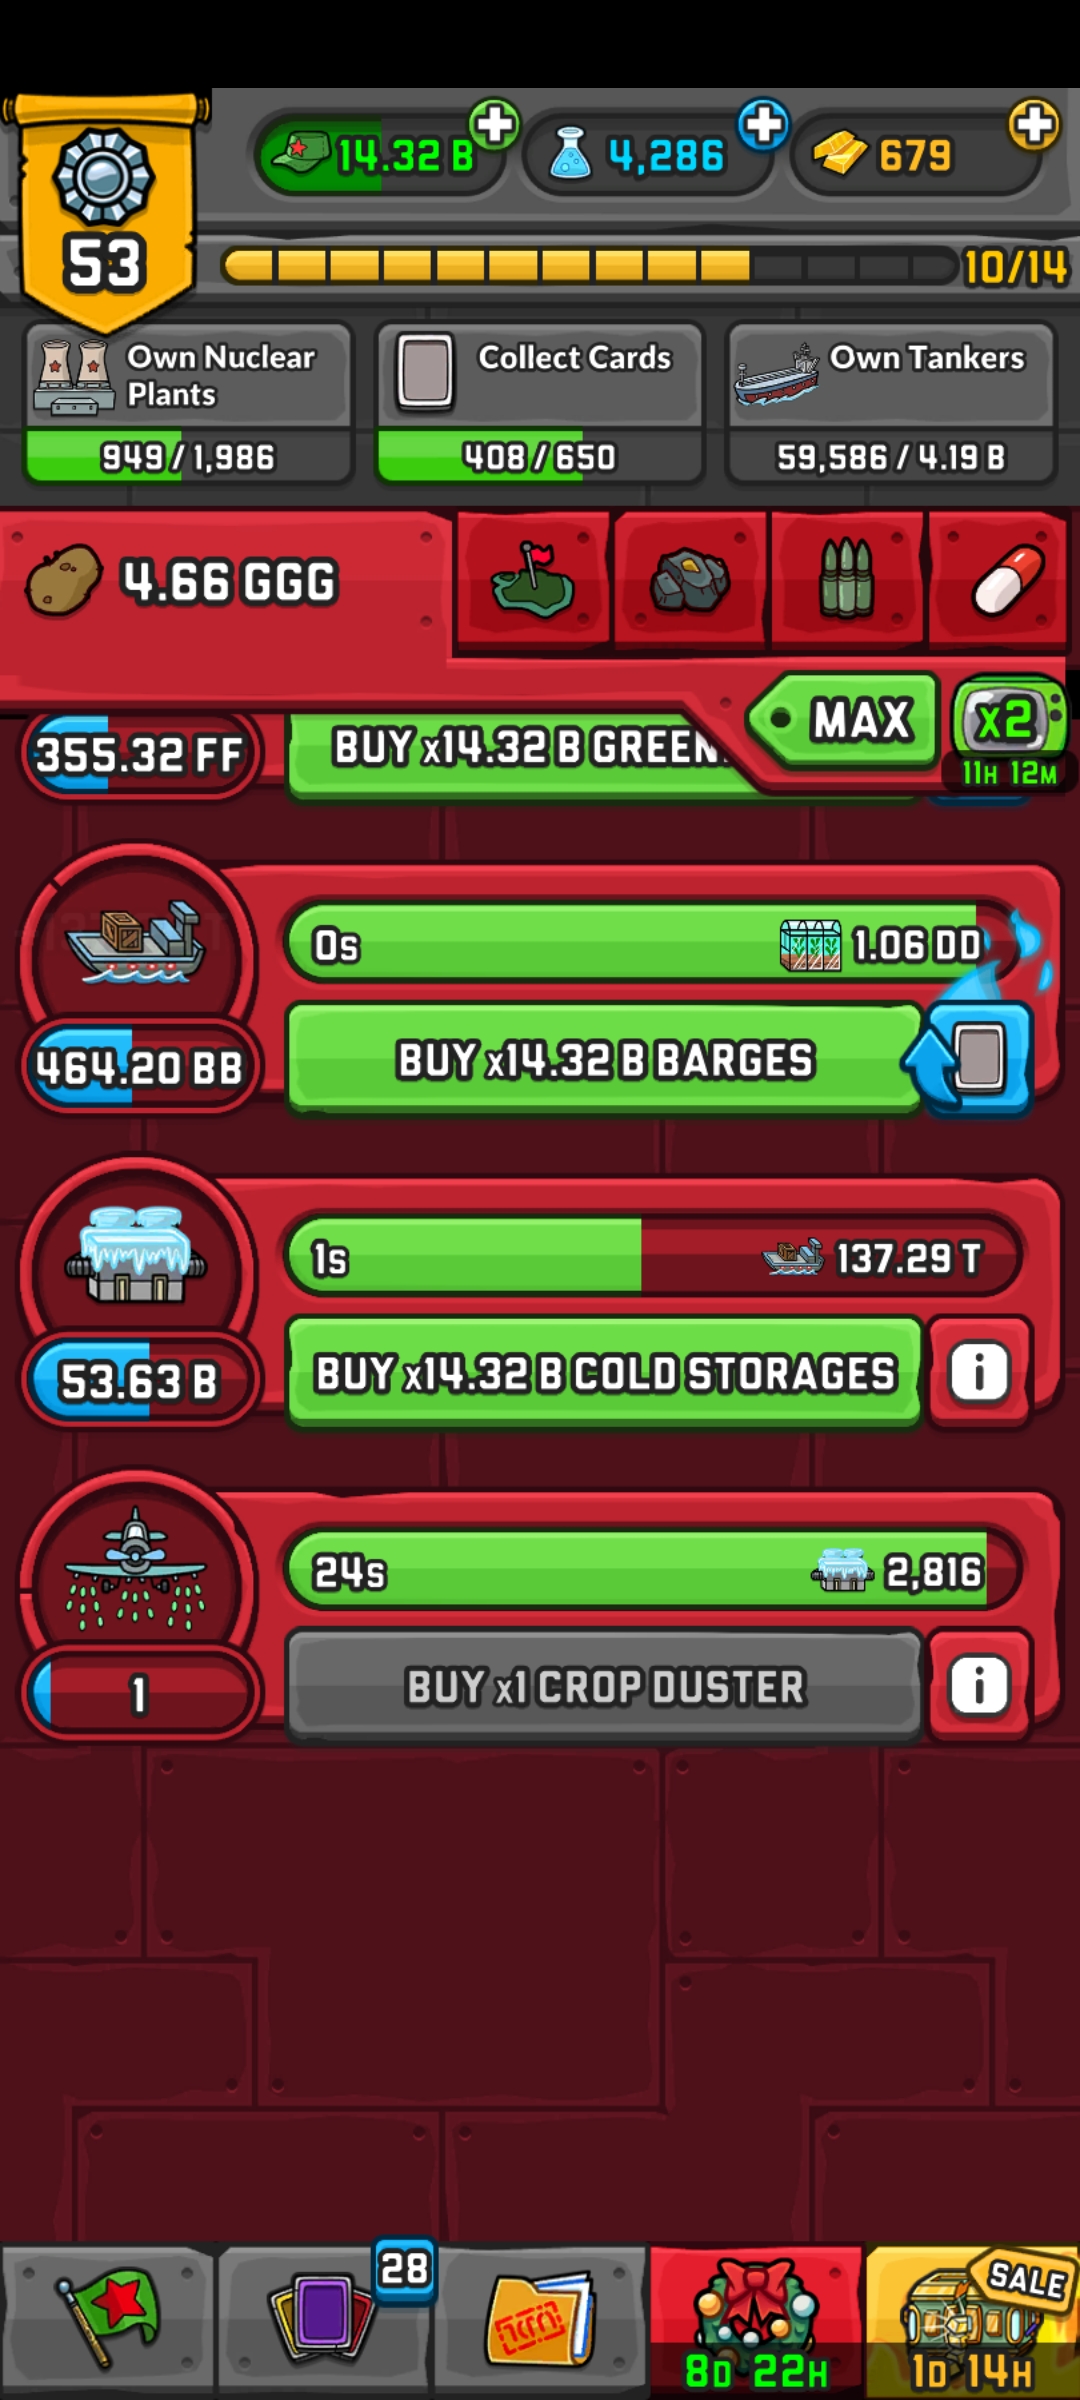 14.32 B
4,286
679
53
10/14
Own Nuclear
Plants
949/1,986
Collect Cards
408/650
Own Tankers
59,586/4.19 B
4.66 GGG
MAX
x2
11H 12M
355.32 FF
BUY x14.32 B GREEN
0s
1.06 DD
464.20 BB
BUY x14.32 B BARGES
1s
137.29 T
53.63 B
BUY x14.32 B COLD STORAGES
i
24s
2,816
1
BUY x1 CROP DUSTER
i
28
SALE
8D 22H
1D 14H